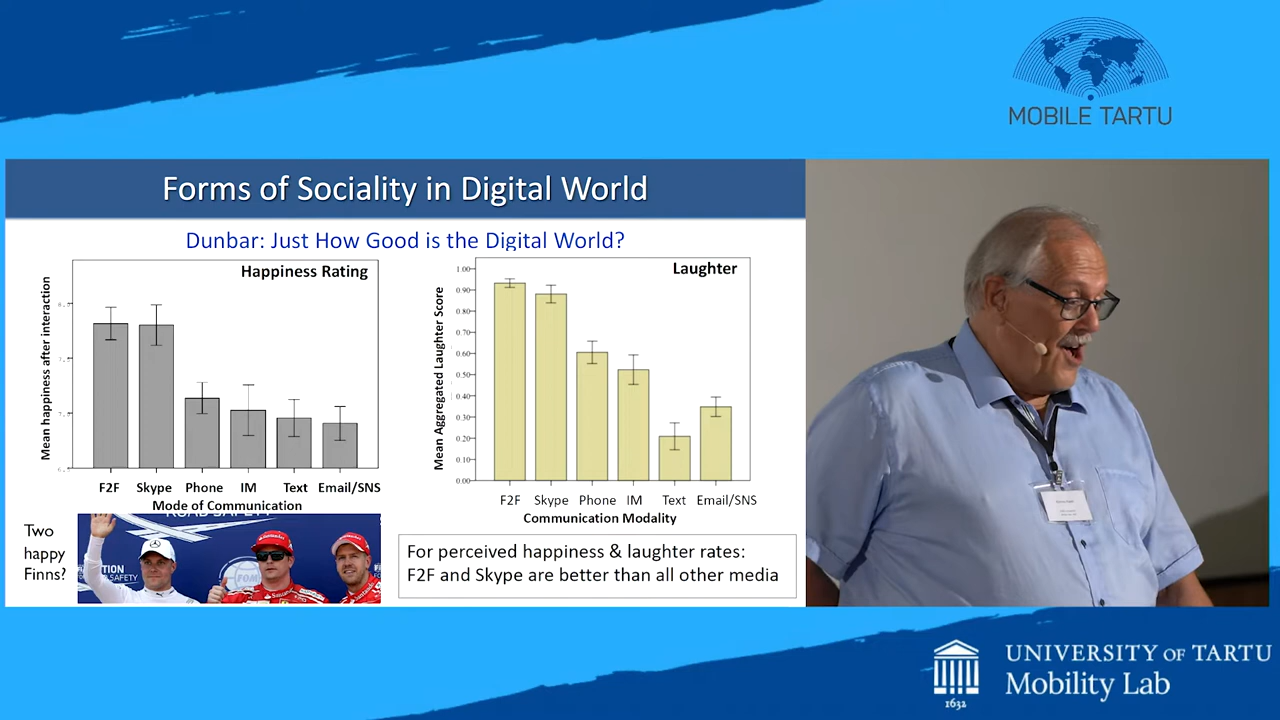 MOBILE TARTU
Forms of Sociality in Digital World
Dunbar: Just How Good is the Digital World?
Happiness Rating
Mean happiness after interaction
F2F Skype Phone IM Text Email/SNS
Mode of Communication
Laughter
Mean Aggregated Laughter Score
1.00
0.90
0.80
0.70
0.60
0.50
0.40
0.30
0.20
0.10
0.00
F2F Skype Phone IM Text Email/SNS
Communication Modality
Two
happy
Finns?
ROAD SAFETY
FOM
For perceived happiness & laughter rates:
F2F and Skype are better than all other media
1632
UNIVERSITY OF TARTU
Mobility Lab